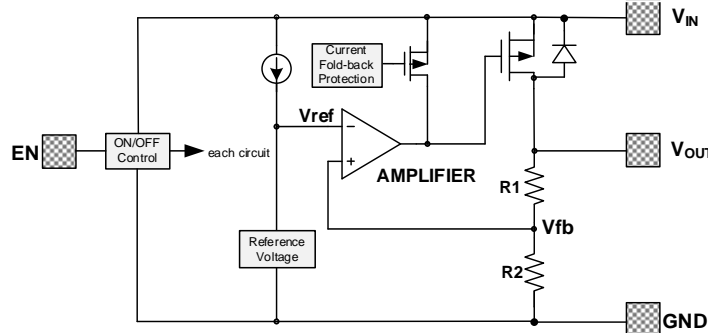 VIN
Current
Fold-back
Protection
Vref
−
EN
ON/OFF
Control
each circuit
+
AMPLIFIER
VOUT
R1
Vfb
Reference
Voltage
R2
GND